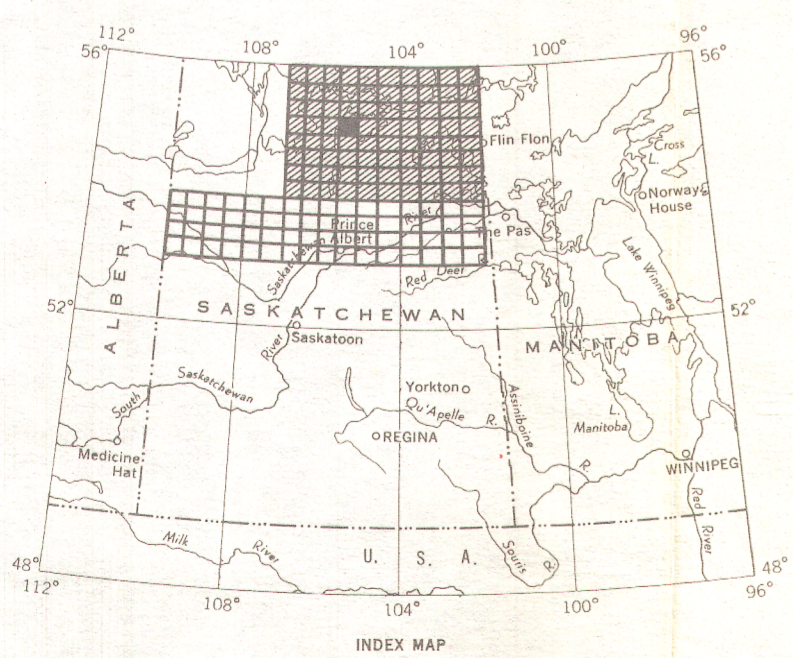 112°
108°
104°
100°
96°
56°
56°
Flin Flon
Cross
L.
Norway
House
River
Prince
Albert
The Pas
Saskatchewan
R.
Red Deer
Lake Winnipeg
ALBERTA
52°
SASKATCHEWAN
52°
MANITOBA
River
Saskatoon
Saskatchewan
South
Yorkton
Qu'Apelle R.
Assiniboine
L.
Manitoba
REGINA
Medicine
Hat
R.
WINNIPEG
Red
River
Milk
River
U. S. A.
Souris
R.
48°
112°
48°
96°
108°
104°
100°
INDEX MAP